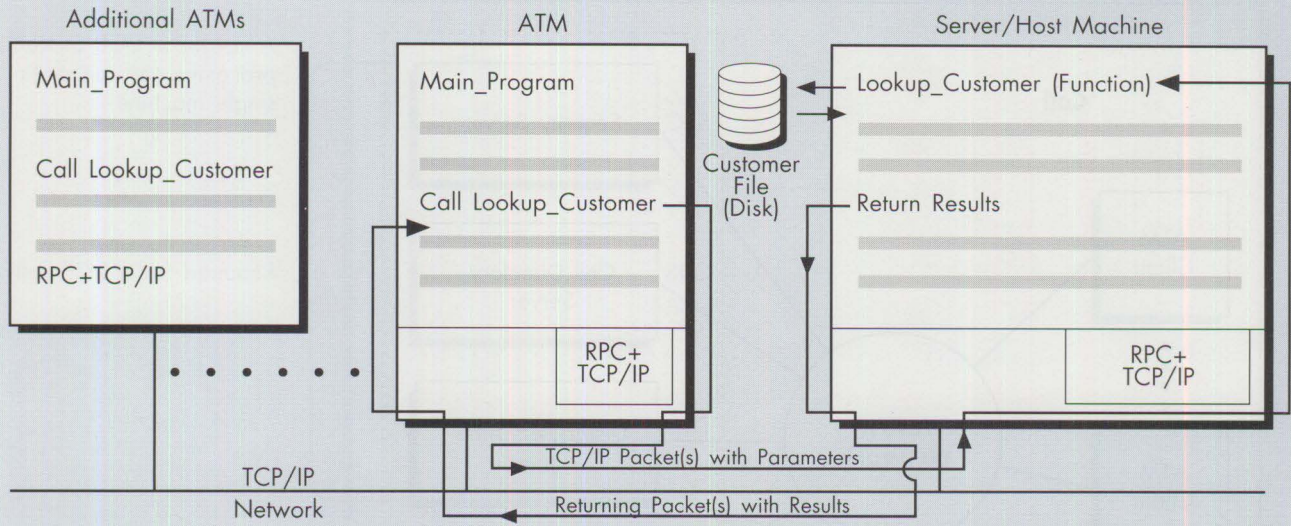 Additional ATMs
Main_Program
Call Lookup_Customer
RPC+TCP/IP
ATM
Main_Program
Call Lookup_Customer
RPC+
TCP/IP
Customer
File
(Disk)
Server/Host Machine
Lookup_Customer (Function)
Return Results
RPC+
TCP/IP
TCP/IP Packet(s) with Parameters
TCP/IP
Network
Returning Packet(s) with Results